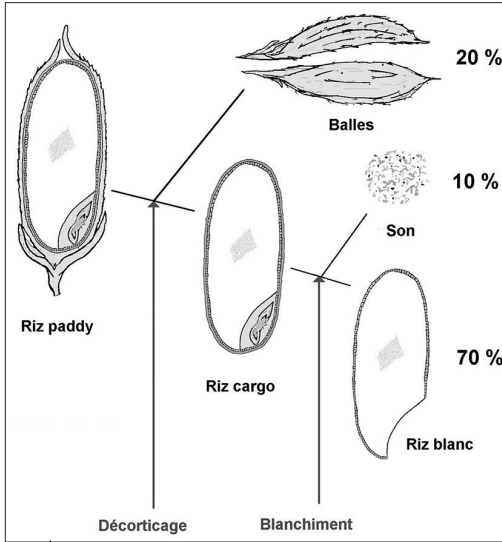 20 %
Balles
10 %
Son
Riz paddy
70 %
Riz cargo
Riz blanc
Décorticage
Blanchiment